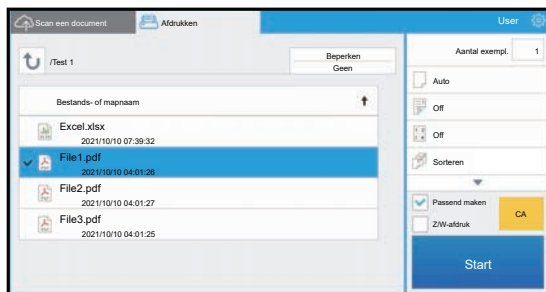 Scan een document
Afdrukken
User
/Test 1
Beperken
Geen
Aantal exempl. 1
Bestands- of mapnaam
Excel.xlsx
2021/10/10 07:39:32
File1.pdf
2021/10/10 04:01:26
File2.pdf
2021/10/10 04:01:27
File3.pdf
2021/10/10 04:01:25
Auto
Off
Off
Sorteren
Passend maken
Z/W-afdruk
CA
Start